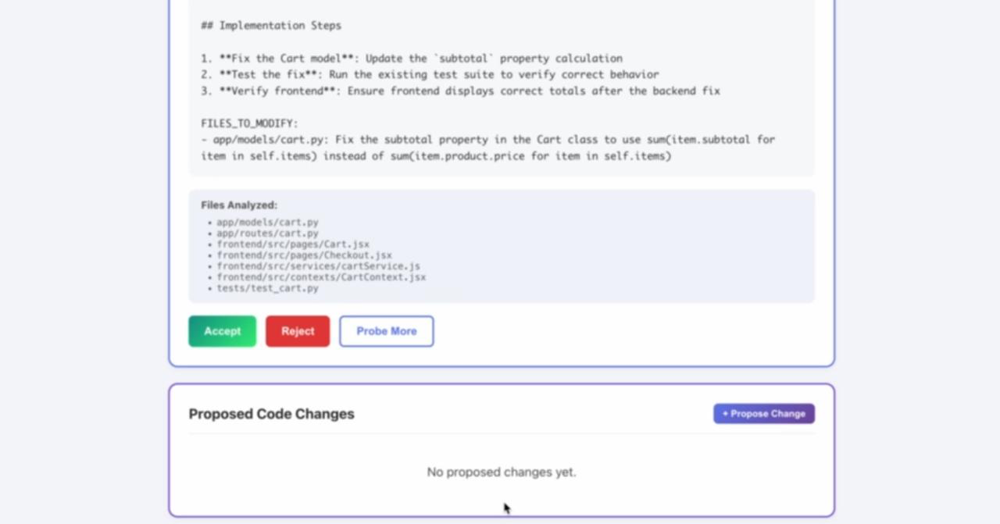 ## Implementation Steps
1. **Fix the Cart model**: Update the `subtotal` property calculation
2. **Test the fix**: Run the existing test suite to verify correct behavior
3. **Verify frontend**: Ensure frontend displays correct totals after the backend fix
FILES_TO_MODIFY:
- app/models/cart.py: Fix the subtotal property in the Cart class to use sum(item.subtotal for
item in self.items) instead of sum(item.product.price for item in self.items)
Files Analyzed:
• app/models/cart.py
• app/routes/cart.py
• frontend/src/pages/Cart.jsx
• frontend/src/pages/Checkout.jsx
• frontend/src/services/cartService.js
• frontend/src/contexts/CartContext.jsx
• tests/test_cart.py
Accept Reject Probe More
Proposed Code Changes + Propose Change
No proposed changes yet.